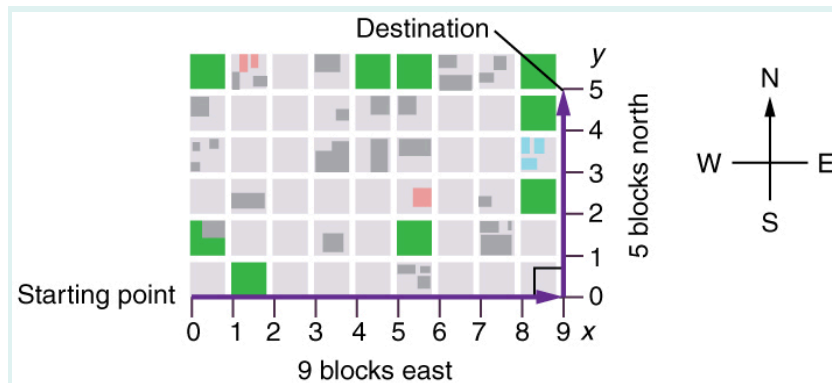 Destination
y
5
4
3
2
1
0
5 blocks north
N
W E
S
Starting point
0 1 2 3 4 5 6 7 8 9 x
9 blocks east